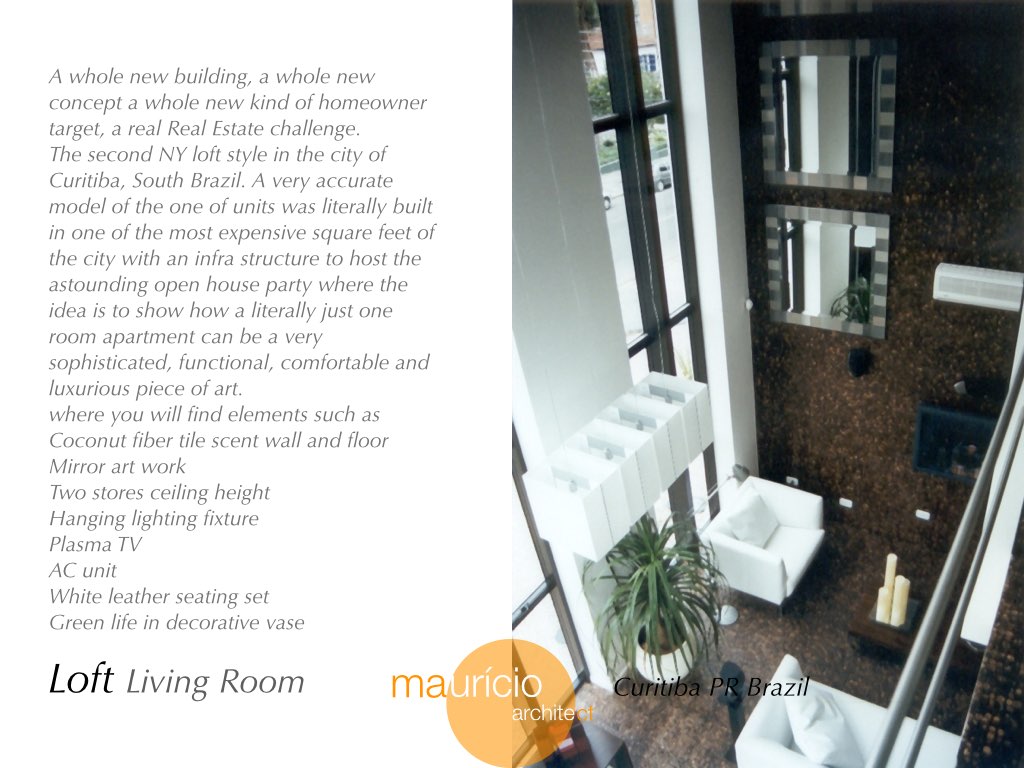 A whole new building, a whole new
concept a whole new kind of homeowner
target, a real Real Estate challenge.
The second NY loft style in the city of
Curitiba, South Brazil. A very accurate
model of the one of units was literally built
in one of the most expensive square feet of
the city with an infra structure to host the
astounding open house party where the
idea is to show how a literally just one
room apartment can be a very
sophisticated, functional, comfortable and
luxurious piece of art.
where you will find elements such as
Coconut fiber tile scent wall and floor
Mirror art work
Two stores ceiling height
Hanging lighting fixture
Plasma TV
AC unit
White leather seating set
Green life in decorative vase
Loft Living Room
maurício
architect
Curitiba PR Brazil